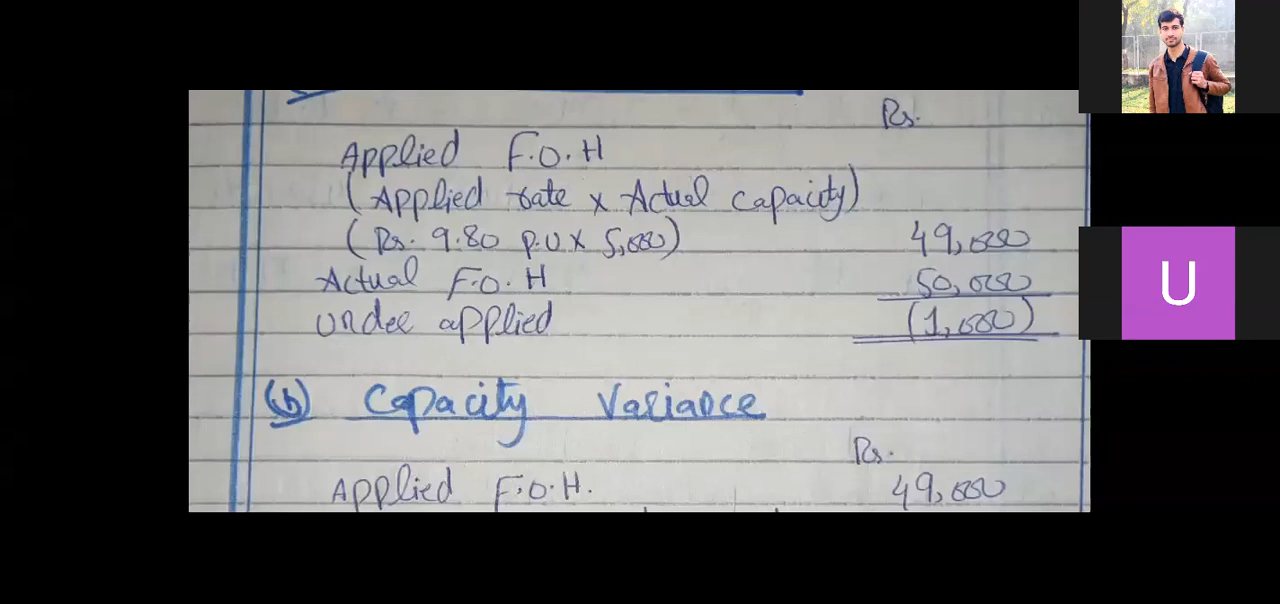 Rs.
Applied F.O.H
(Applied rate x Actual capacity)
(Rs. 9.80 p.u x 5,000) 49,000
Actual F.O.H 50,000
under applied (1,000)
(b) Capacity Variance
Rs.
Applied F.O.H. 49,000
U